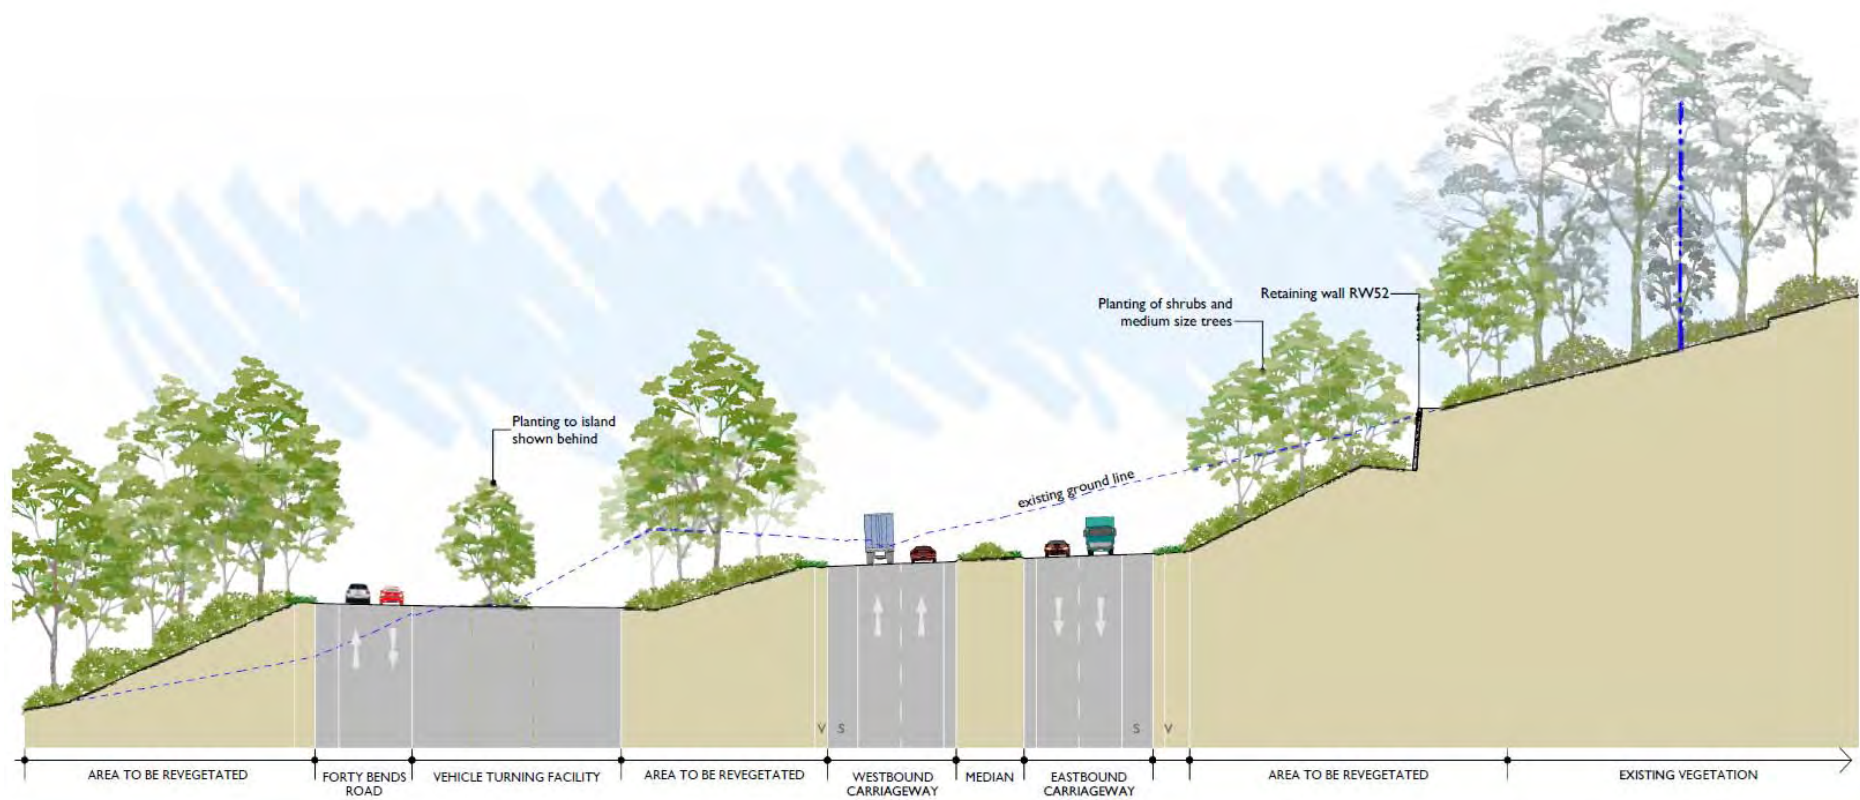 Retaining wall RW52
Planting of shrubs and
medium size trees
Planting to island
shown behind
existing ground line
V S
S V
AREA TO BE REVEGETATED
FORTY BENDS
ROAD
VEHICLE TURNING FACILITY
AREA TO BE REVEGETATED
WESTBOUND
CARRIAGEWAY
MEDIAN
EASTBOUND
CARRIAGEWAY
AREA TO BE REVEGETATED
EXISTING VEGETATION